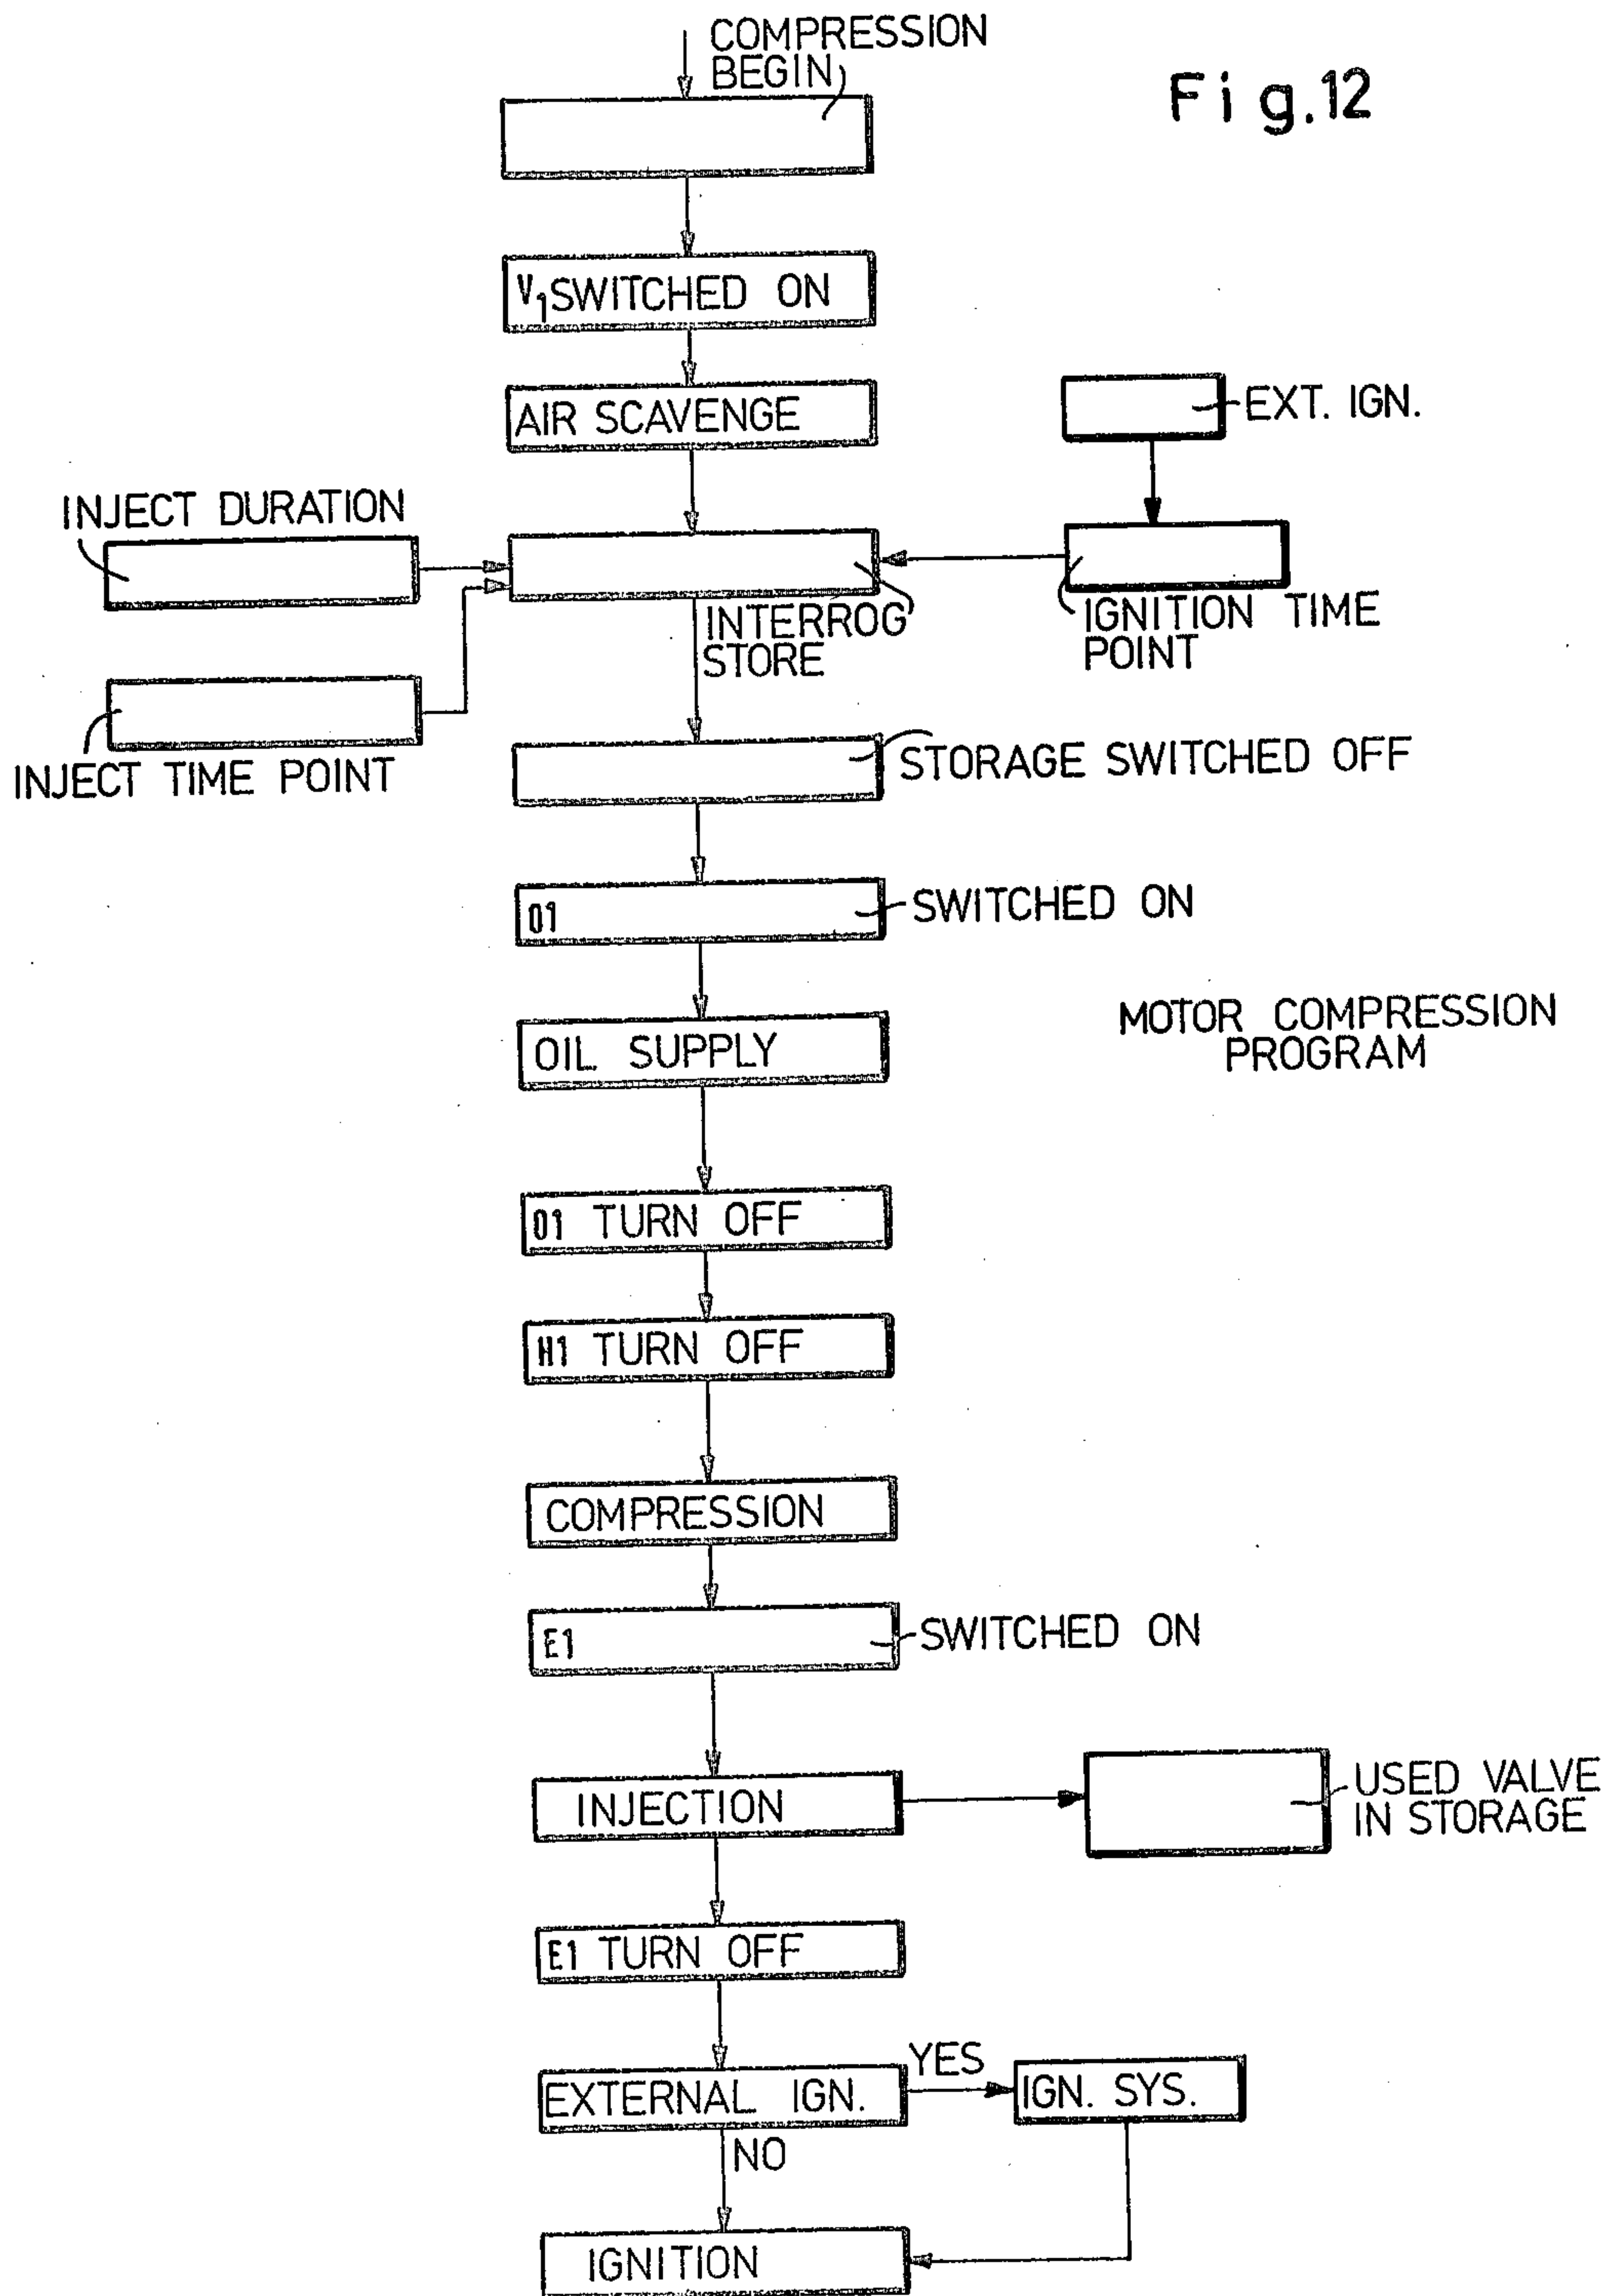 COMPRESSION
BEGIN
Fig.12
V1 SWITCHED ON
AIR SCAVENGE
EXT. IGN.
INJECT DURATION
INTERROG
STORE
IGNITION TIME
POINT
INJECT TIME POINT
STORAGE SWITCHED OFF
01
SWITCHED ON
MOTOR COMPRESSION
PROGRAM
OIL SUPPLY
01 TURN OFF
H1 TURN OFF
COMPRESSION
E1
SWITCHED ON
INJECTION
USED VALVE
IN STORAGE
E1 TURN OFF
YES
EXTERNAL IGN.
IGN. SYS.
NO
IGNITION